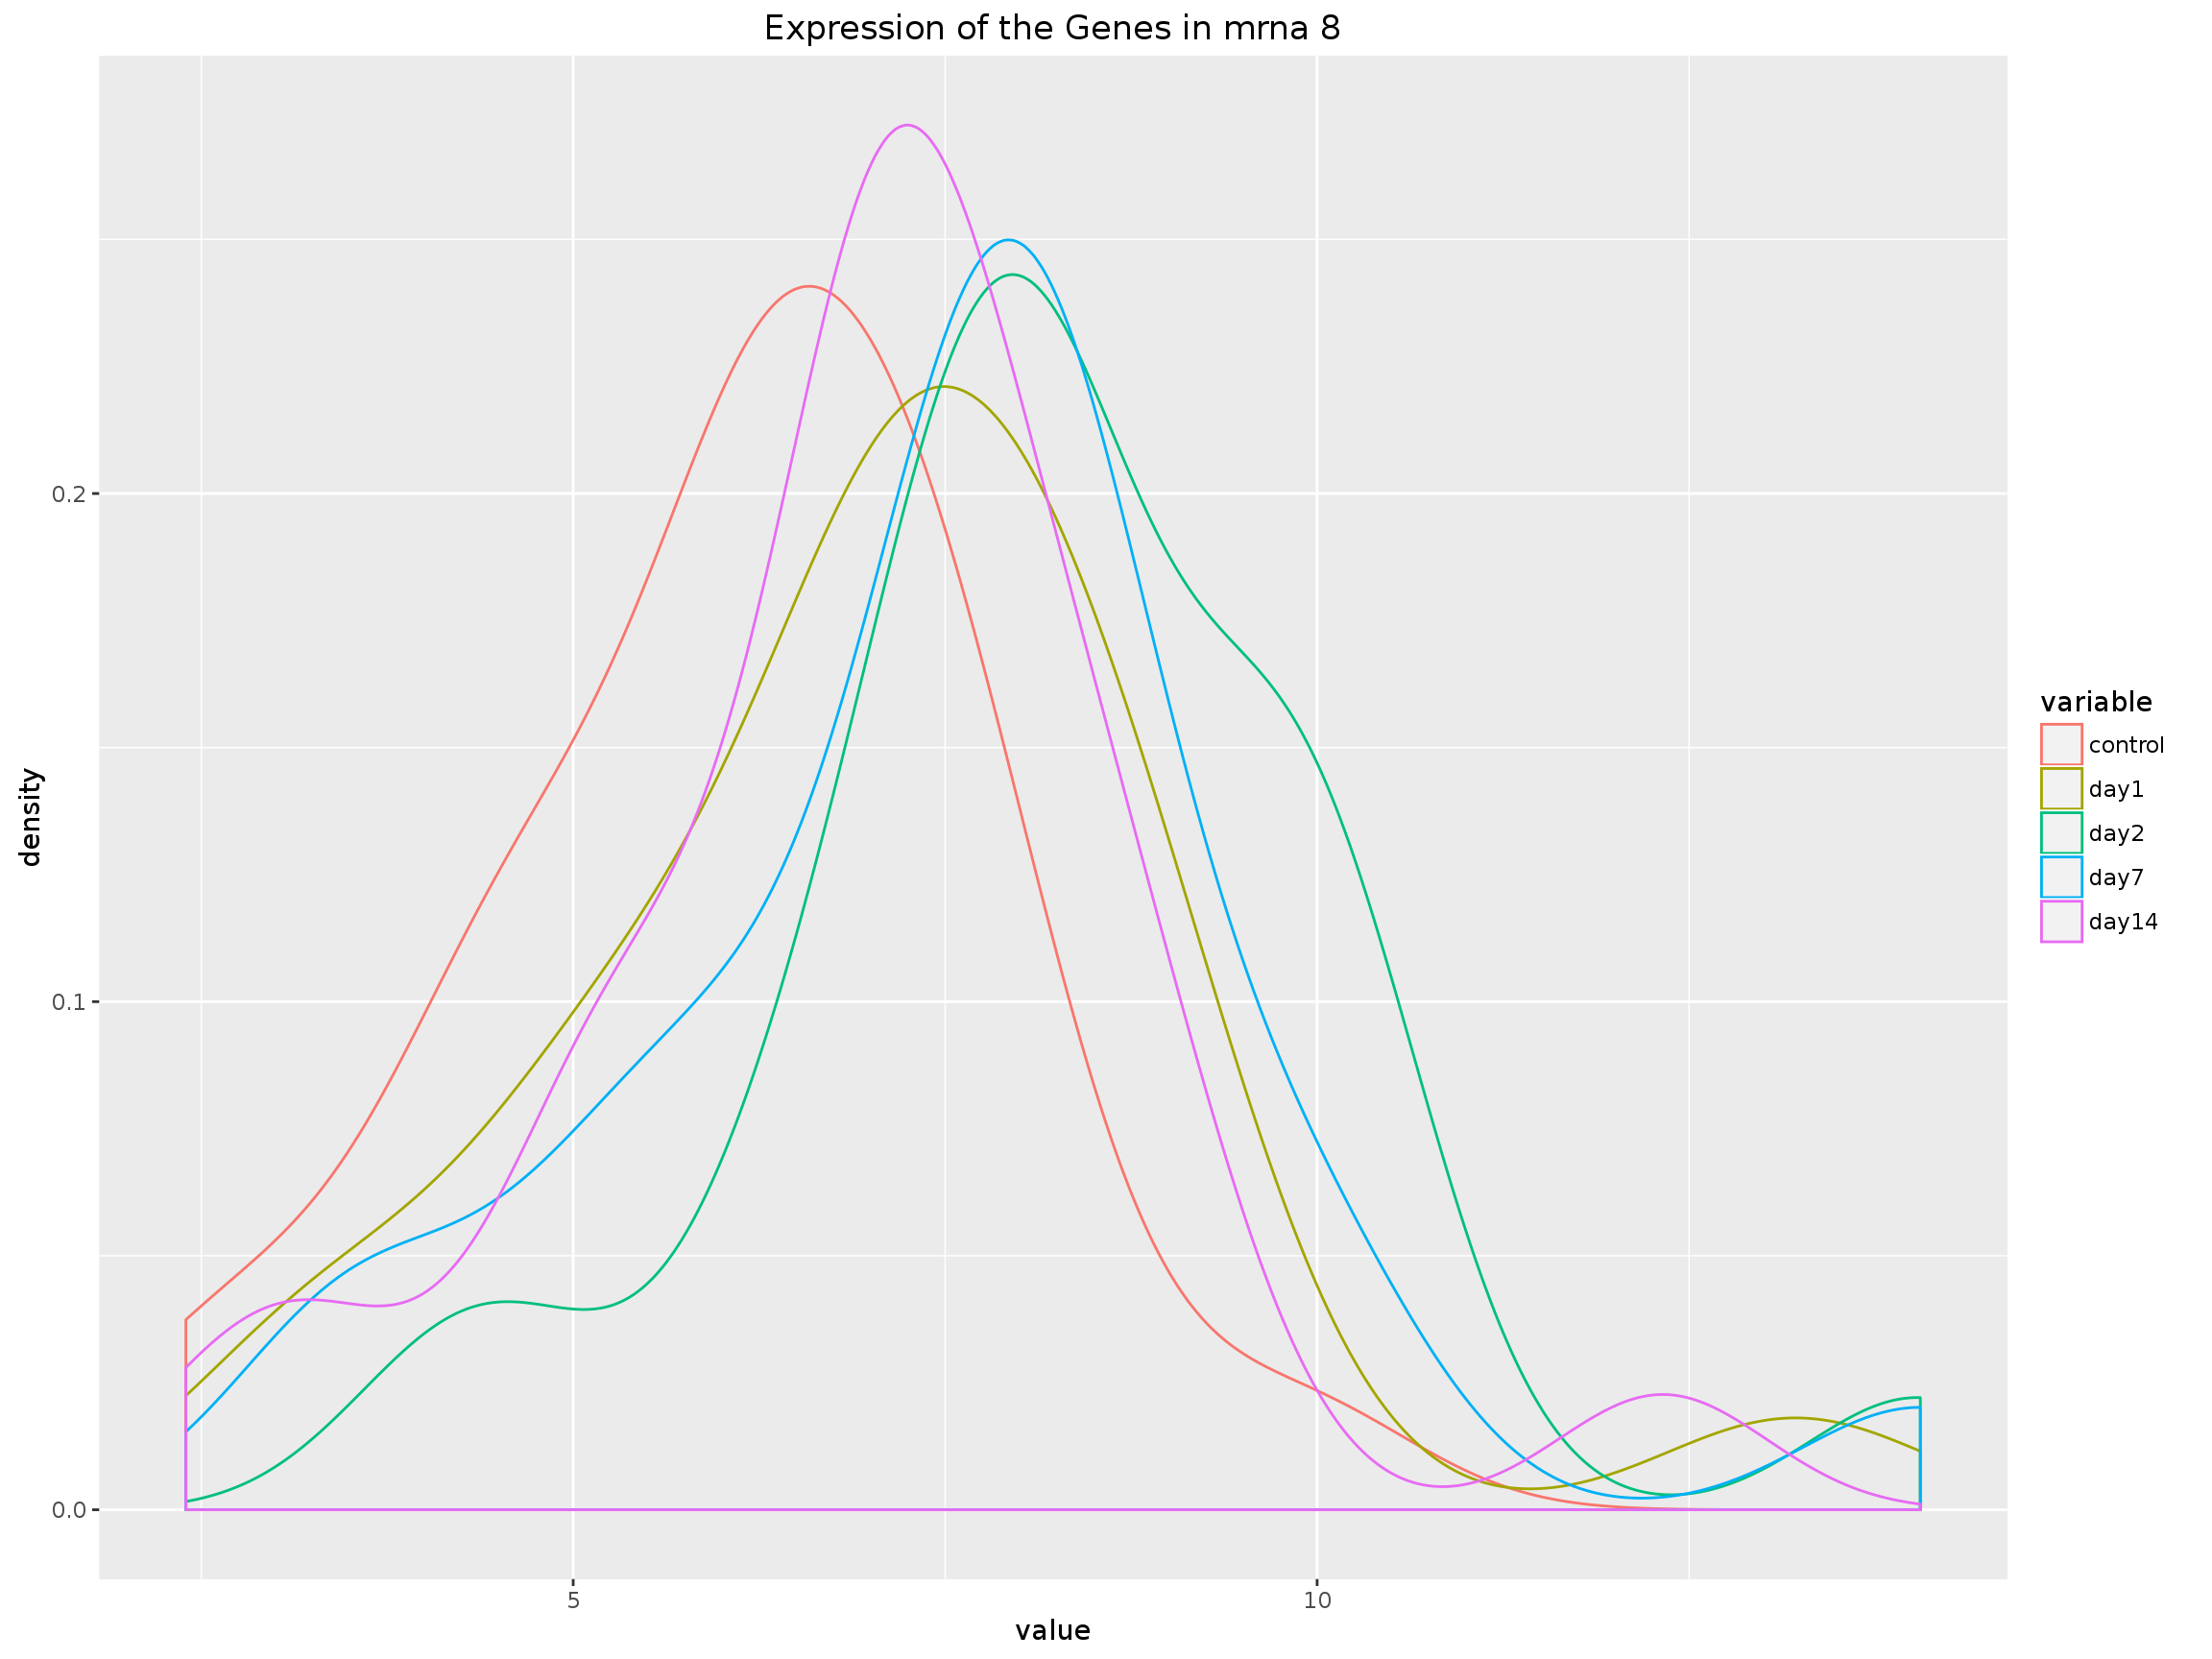 Expression of the Genes in mrna 8
density
0.2
0.1
0.0
5
10
value
variable
control
day1
day2
day7
day14